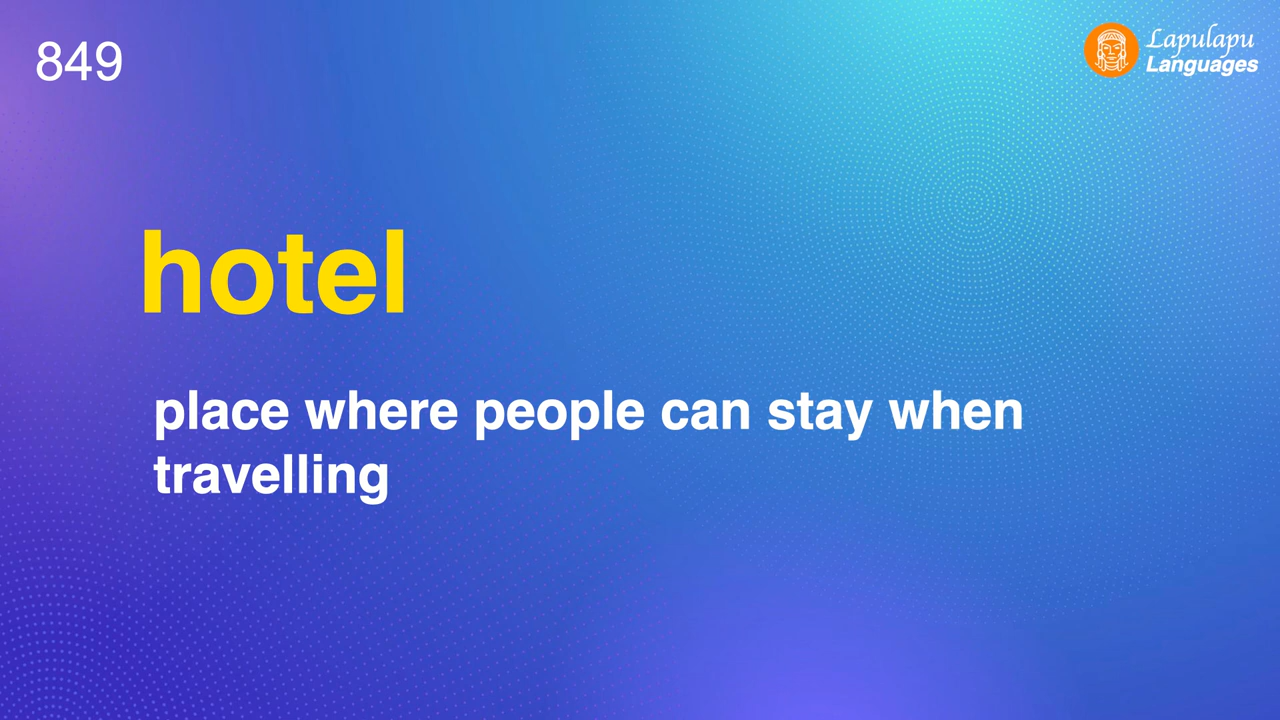 849
Lapulapu
Languages
hotel
place where people can stay when
travelling